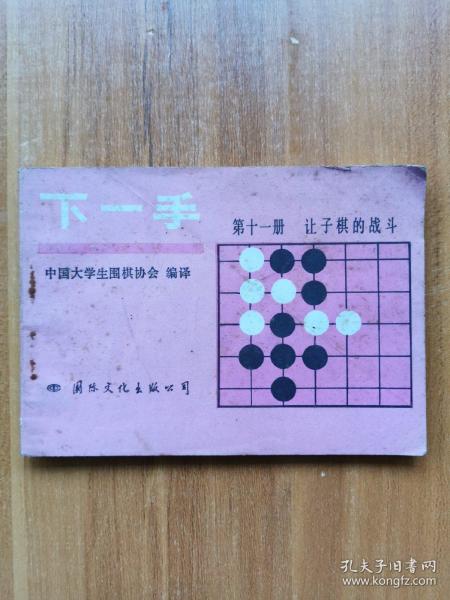 下一手
第十一册 让子棋的战斗
中国大学生围棋协会 编译
国际文化出版公司
孔夫子旧书网
www.kongfz.com